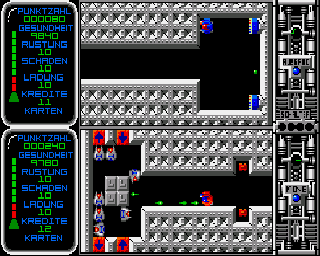 PUNKTZAHL
000080
GESUNDHEIT
9840
RUSTUNG
10
SCHADEN
10
LADUNG
10
KREDITE
11
KARTEN
PUNKTZAHL
000240
GESUNDHEIT
9780
RUSTUNG
10
SCHADEN
10
LADUNG
10
KREDITE
12
KARTEN